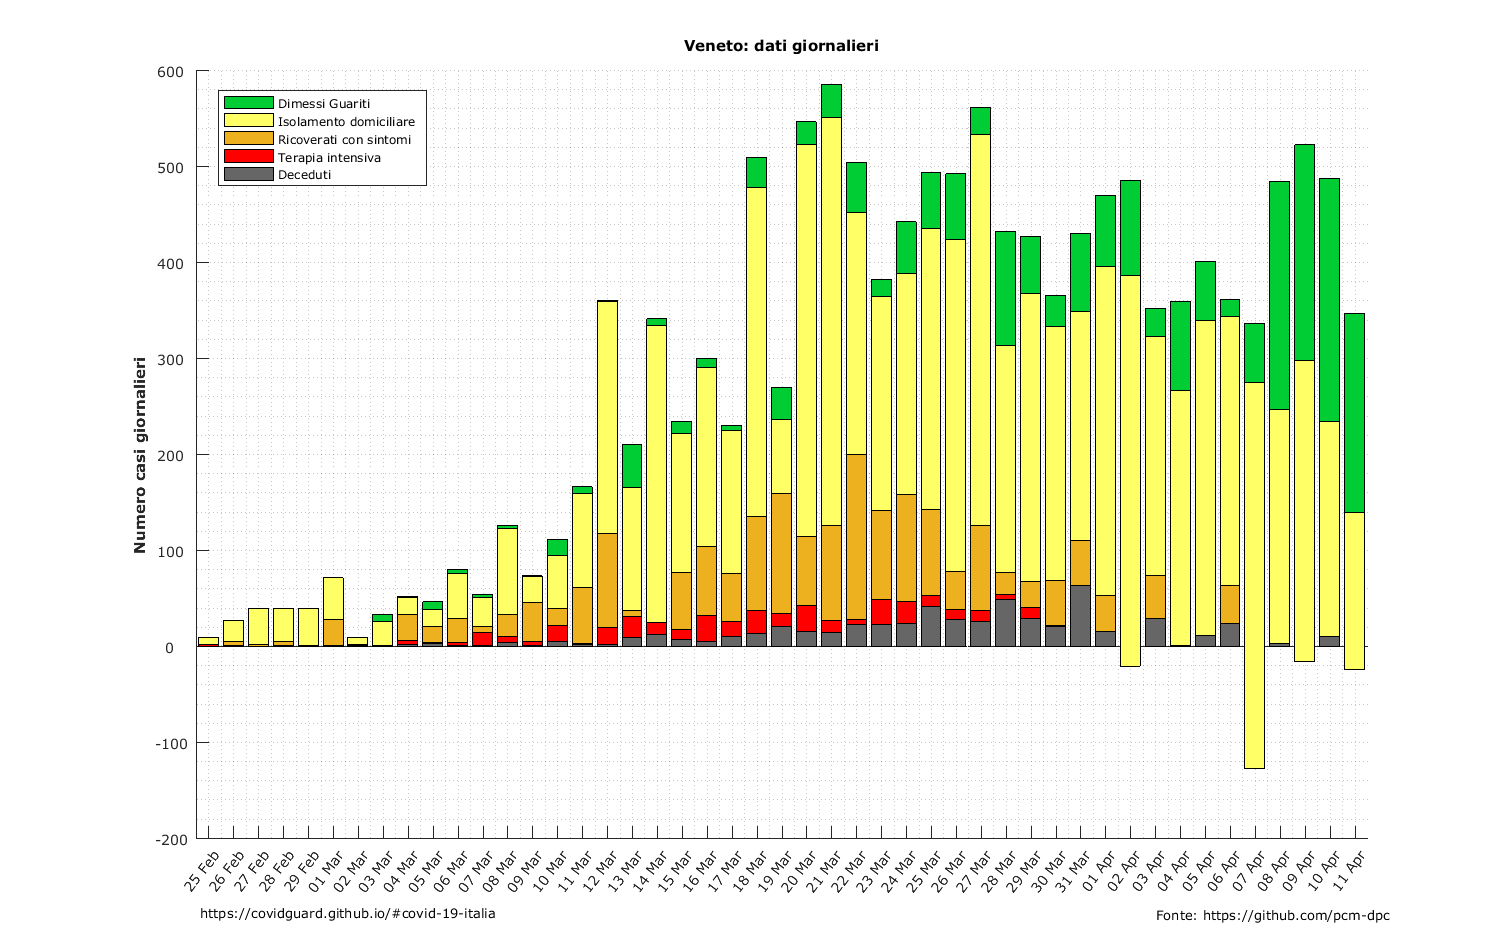 Veneto: dati giornalieri
600
500
400
300
200
100
0
-100
-200
Numero casi giornalieri
Dimessi Guariti
Isolamento domiciliare
Ricoverati con sintomi
Terapia intensiva
Deceduti
25 Feb
26 Feb
27 Feb
28 Feb
29 Feb
01 Mar
02 Mar
03 Mar
04 Mar
05 Mar
06 Mar
07 Mar
08 Mar
09 Mar
10 Mar
11 Mar
12 Mar
13 Mar
14 Mar
15 Mar
16 Mar
17 Mar
18 Mar
19 Mar
20 Mar
21 Mar
22 Mar
23 Mar
24 Mar
25 Mar
26 Mar
27 Mar
28 Mar
29 Mar
30 Mar
31 Mar
01 Apr
02 Apr
03 Apr
04 Apr
05 Apr
06 Apr
07 Apr
08 Apr
09 Apr
10 Apr
11 Apr
https://covidguard.github.io/#covid-19-italia
Fonte: https://github.com/pcm-dpc